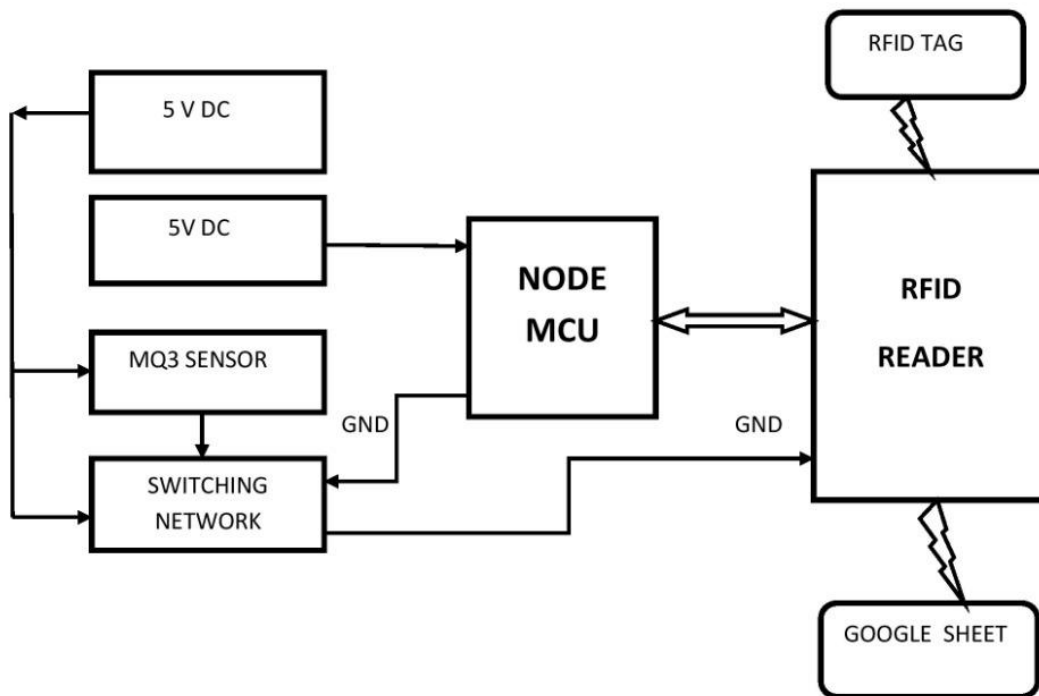 RFID TAG
5 V DC
5V DC
NODE
MCU
RFID
READER
MQ3 SENSOR
GND
GND
SWITCHING
NETWORK
GOOGLE SHEET